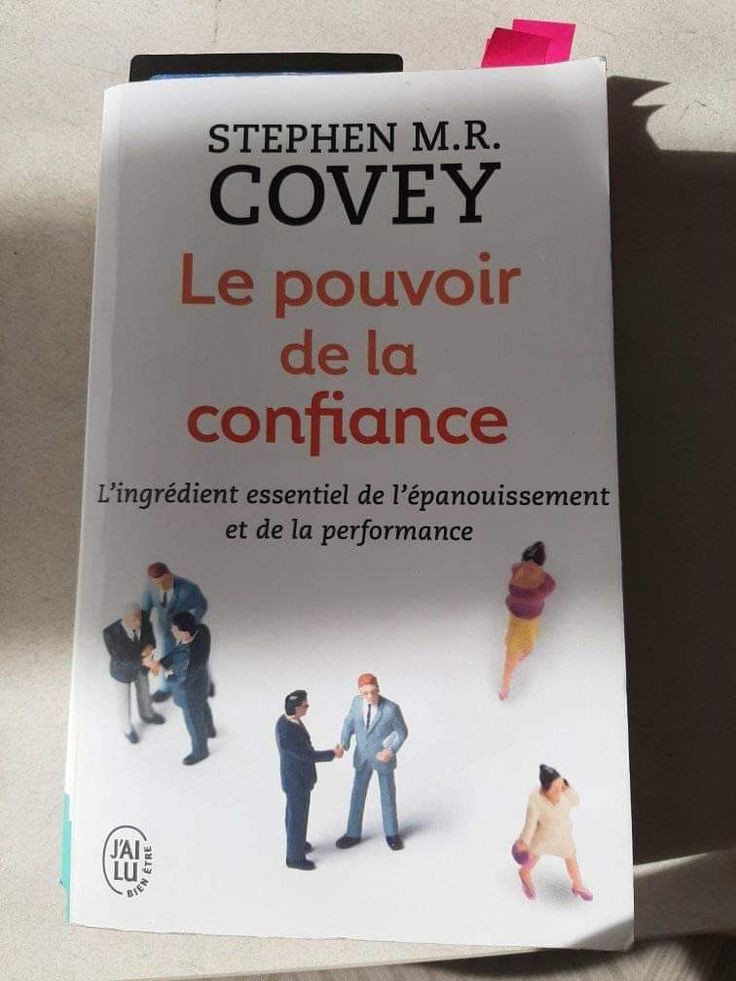 STEPHEN M.R.
COVEY
Le pouvoir
de la
confiance
L'ingrédient essentiel de l'épanouissement
et de la performance
J'AI
LU
BIEN ÊTRE